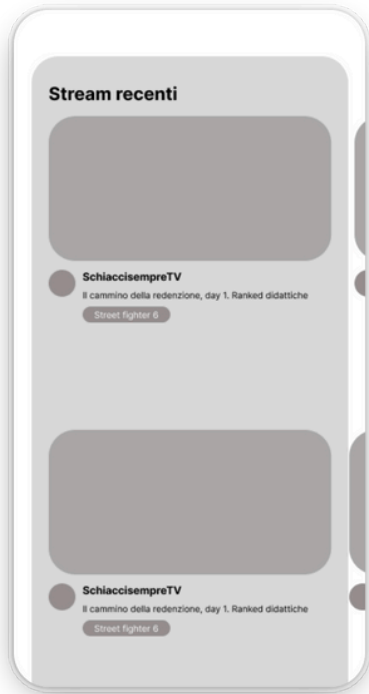 Stream recenti
SchiaccisempreTV
Il cammino della redenzione, day 1. Ranked didattiche
Street fighter 6
SchiaccisempreTV
Il cammino della redenzione, day 1. Ranked didattiche
Street fighter 6